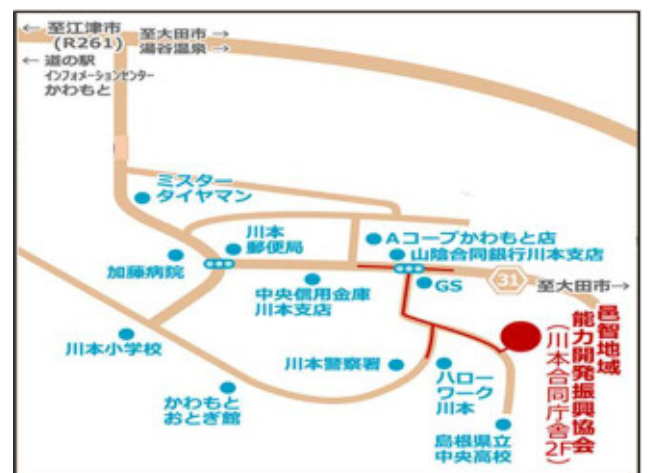 ← 至江津市
(R261)
至大田市 →
湯谷温泉 →
← 道の駅
インフォメーションセンター
かわもと
ミスター
タイヤマン
川本
郵便局
Aコープかわもと店
山陰合同銀行川本支店
加藤病院
中央信用金庫
川本支店
GS
31
至大田市→
川本小学校
川本警察署
ハロー
ワーク
川本
かわもと
おとぎ館
島根県立
中央高校
邑智地域
能力開発振興協会
(川本合同庁舎2F)